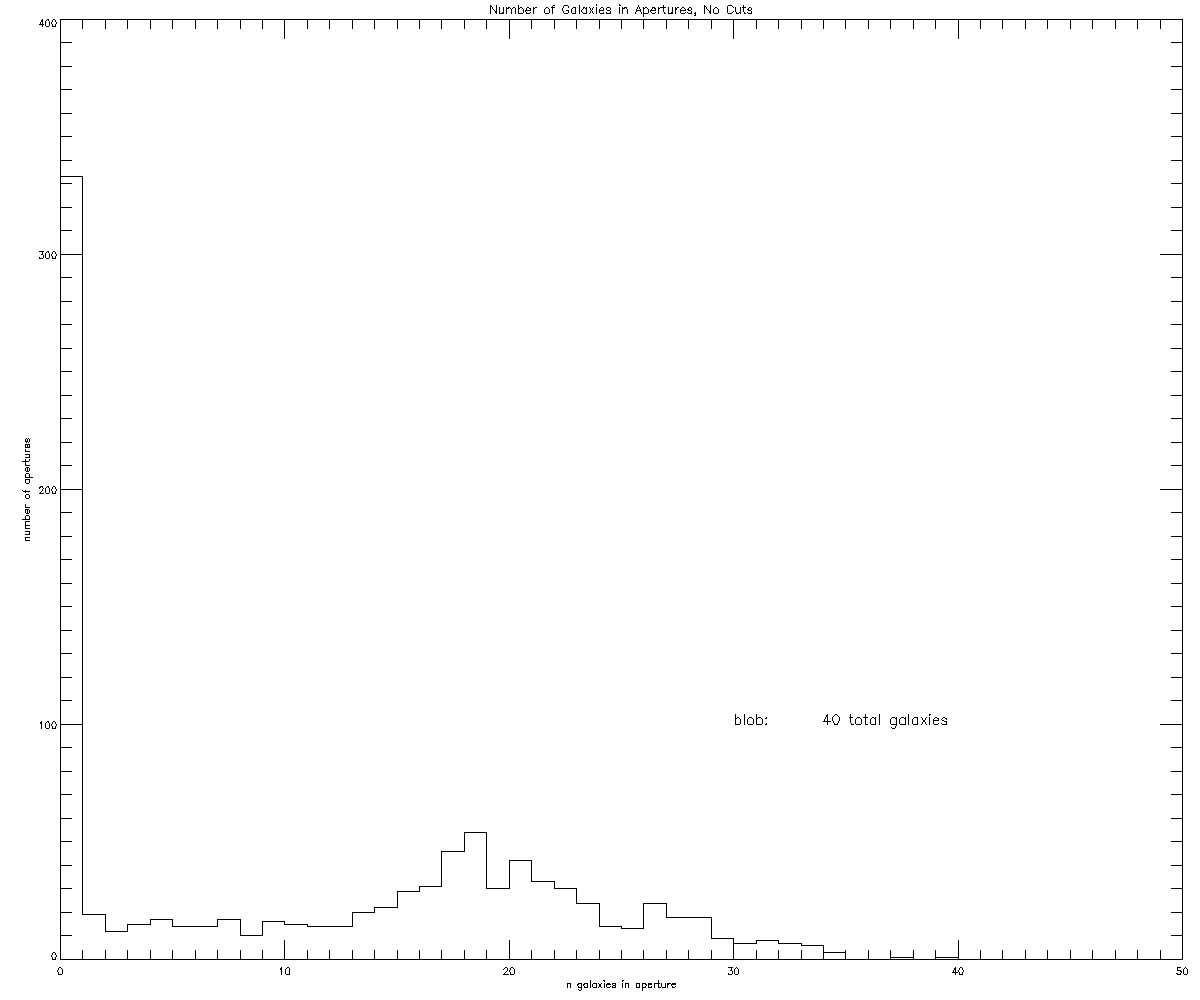 Number of Galaxies in Apertures, No Cuts
400
300
200
100
0
number of apertures
blob: 40 total galaxies
0 10 20 30 40 50
n galaxies in aperture